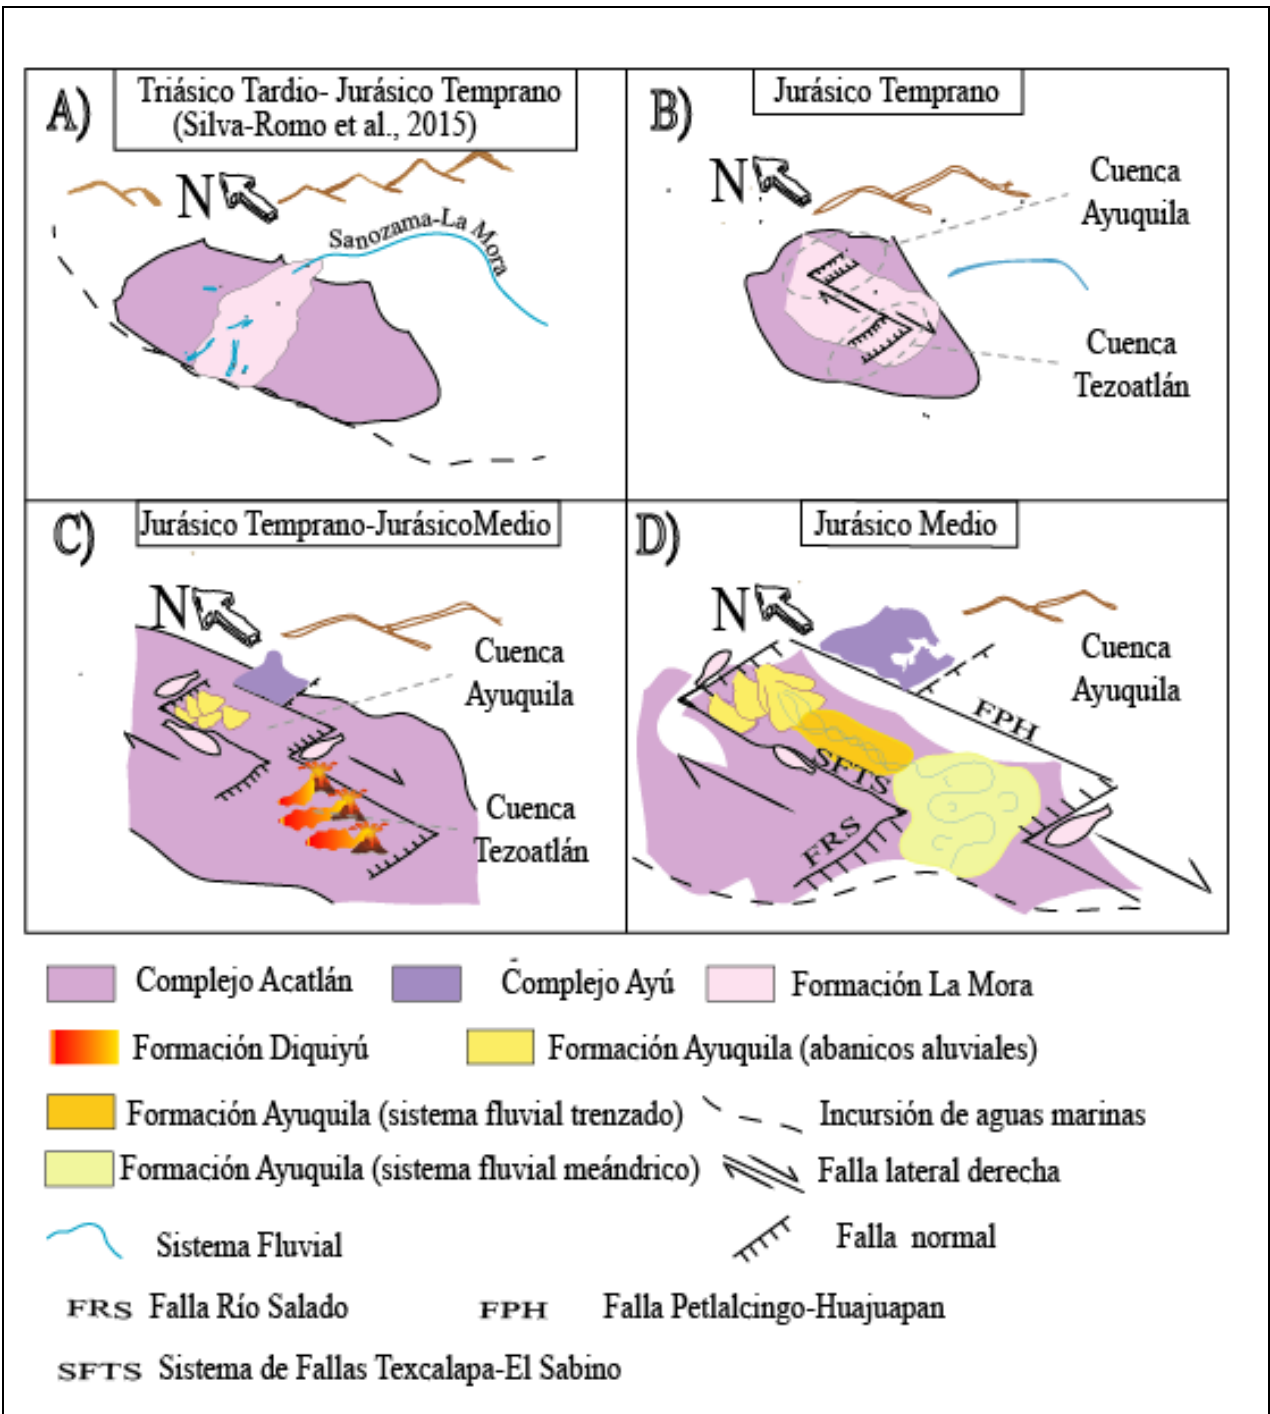 A)
Triásico Tardio- Jurásico Temprano
(Silva-Romo et al., 2015)
N
Sanozama-La Mora
B)
Jurásico Temprano
N
Cuenca
Ayuquila
Cuenca
Tezoatlán
C)
Jurásico Temprano-JurásicoMedio
N
Cuenca
Ayuquila
Cuenca
Tezoatlán
D)
Jurásico Medio
N
Cuenca
Ayuquila
FPH
SFTS
FRS
Complejo Acatlán
Complejo Ayú
Formación La Mora
Formación Diquiyú
Formación Ayuquila (abanicos aluviales)
Formación Ayuquila (sistema fluvial trenzado)
Incursión de aguas marinas
Formación Ayuquila (sistema fluvial meándrico)
Falla lateral derecha
Sistema Fluvial
Falla normal
FRS Falla Río Salado
FPH Falla Petlalcingo-Huajuapan
SFTS Sistema de Fallas Texcalapa-El Sabino